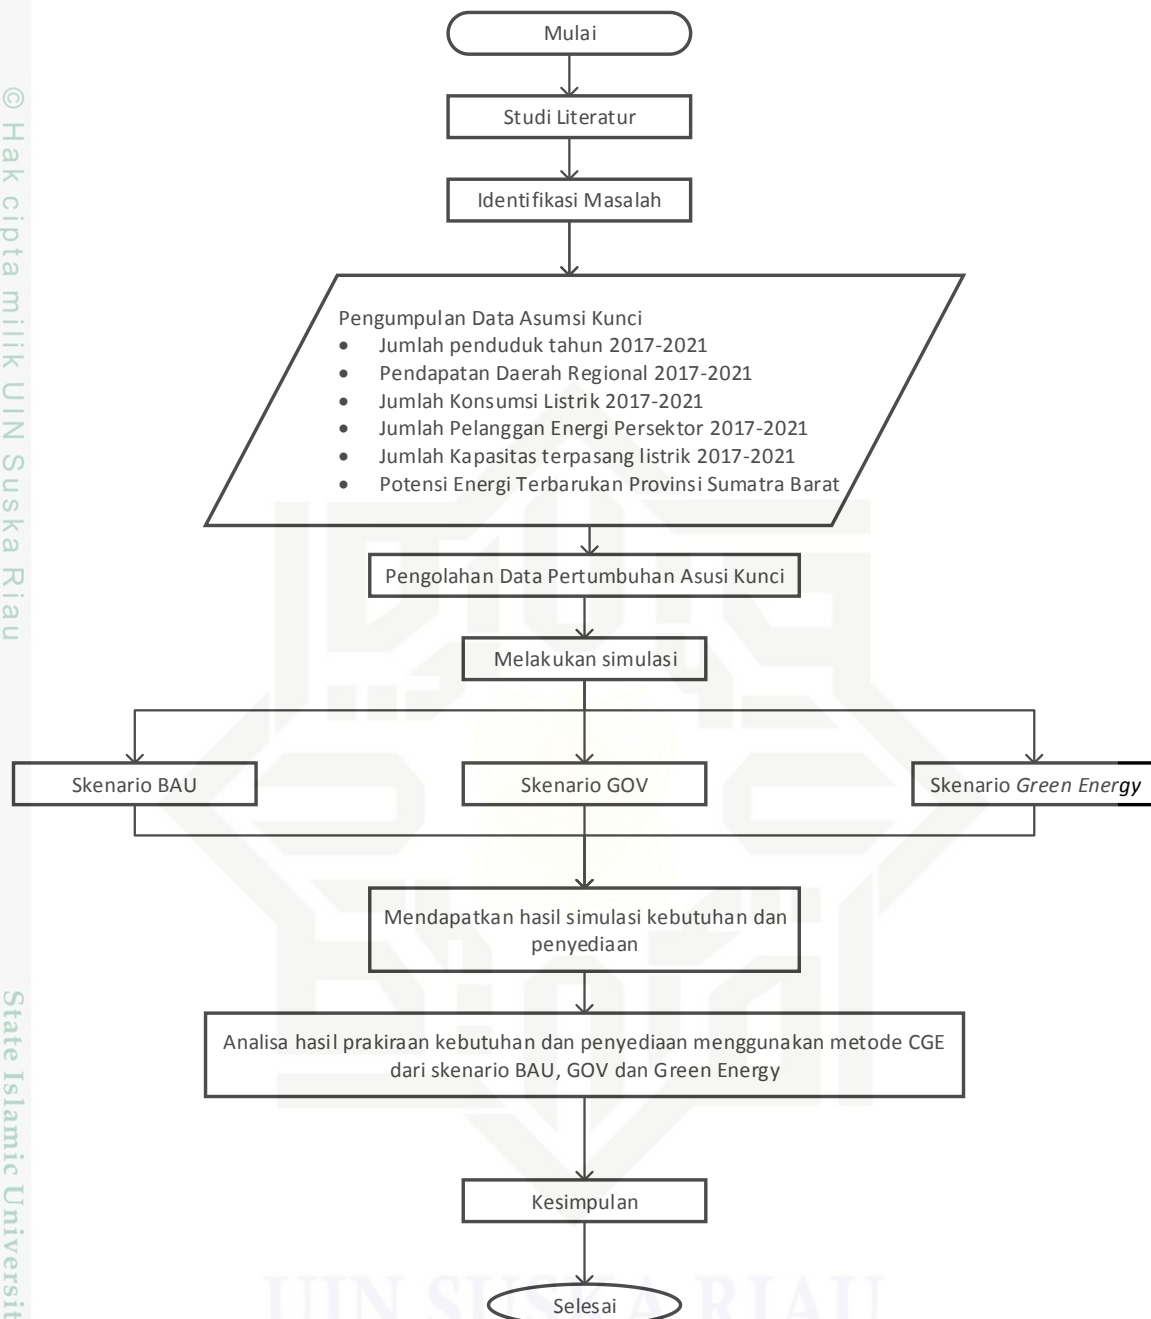 Mulai
Studi Literatur
Identifikasi Masalah
Pengumpulan Data Asumsi Kunci
• Jumlah penduduk tahun 2017-2021
• Pendapatan Daerah Regional 2017-2021
• Jumlah Konsumsi Listrik 2017-2021
• Jumlah Pelanggan Energi Persektor 2017-2021
• Jumlah Kapasitas terpasang listrik 2017-2021
• Potensi Energi Terbarukan Provinsi Sumatra Barat
Pengolahan Data Pertumbuhan Asusi Kunci
Melakukan simulasi
Skenario BAU
Skenario GOV
Skenario Green Energy
Mendapatkan hasil simulasi kebutuhan dan
penyediaan
Analisa hasil prakiraan kebutuhan dan penyediaan menggunakan metode CGE
dari skenario BAU, GOV dan Green Energy
Kesimpulan
Selesai
© Hak cipta milik UIN Suska Riau
State Islamic Universit
UIN SUSKA RIAU